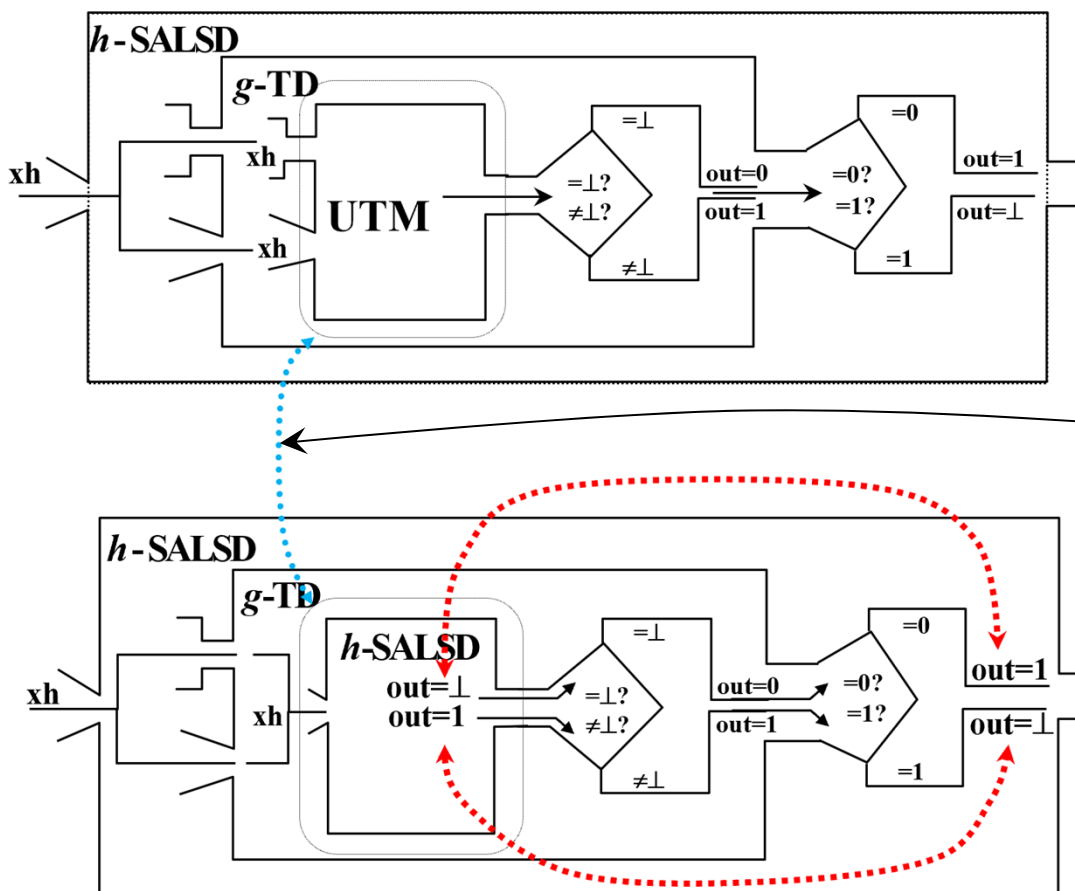 h-SALSD
g-TD
=⊥
=0
xh
out=0
out=1
xh
=⊥?
≠⊥?
=0?
=1?
UTM
out=1
out=⊥
xh
≠⊥
=1
h-SALSD
g-TD
=⊥
=0
h-SALSD
out=1
xh
out=⊥
out=0
=⊥?
=0?
xh
out=1
≠⊥?
out=1
=1?
out=⊥
≠⊥
=1